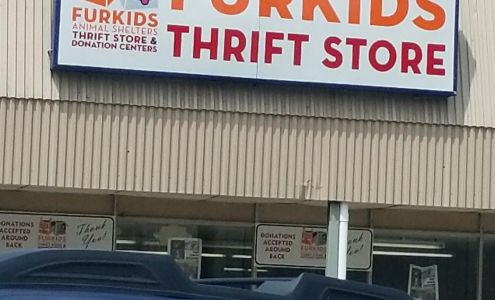 FURKIDS
ANIMAL SHELTERS
THRIFT STORE &
DONATION CENTERS
FURKIDS
THRIFT STORE
DONATIONS
ACCEPTED
AROUND
BACK
FURKIDS
Thank
You!
DONATIONS
ACCEPTED
AROUND
BACK
FURKIDS
Thank
You!